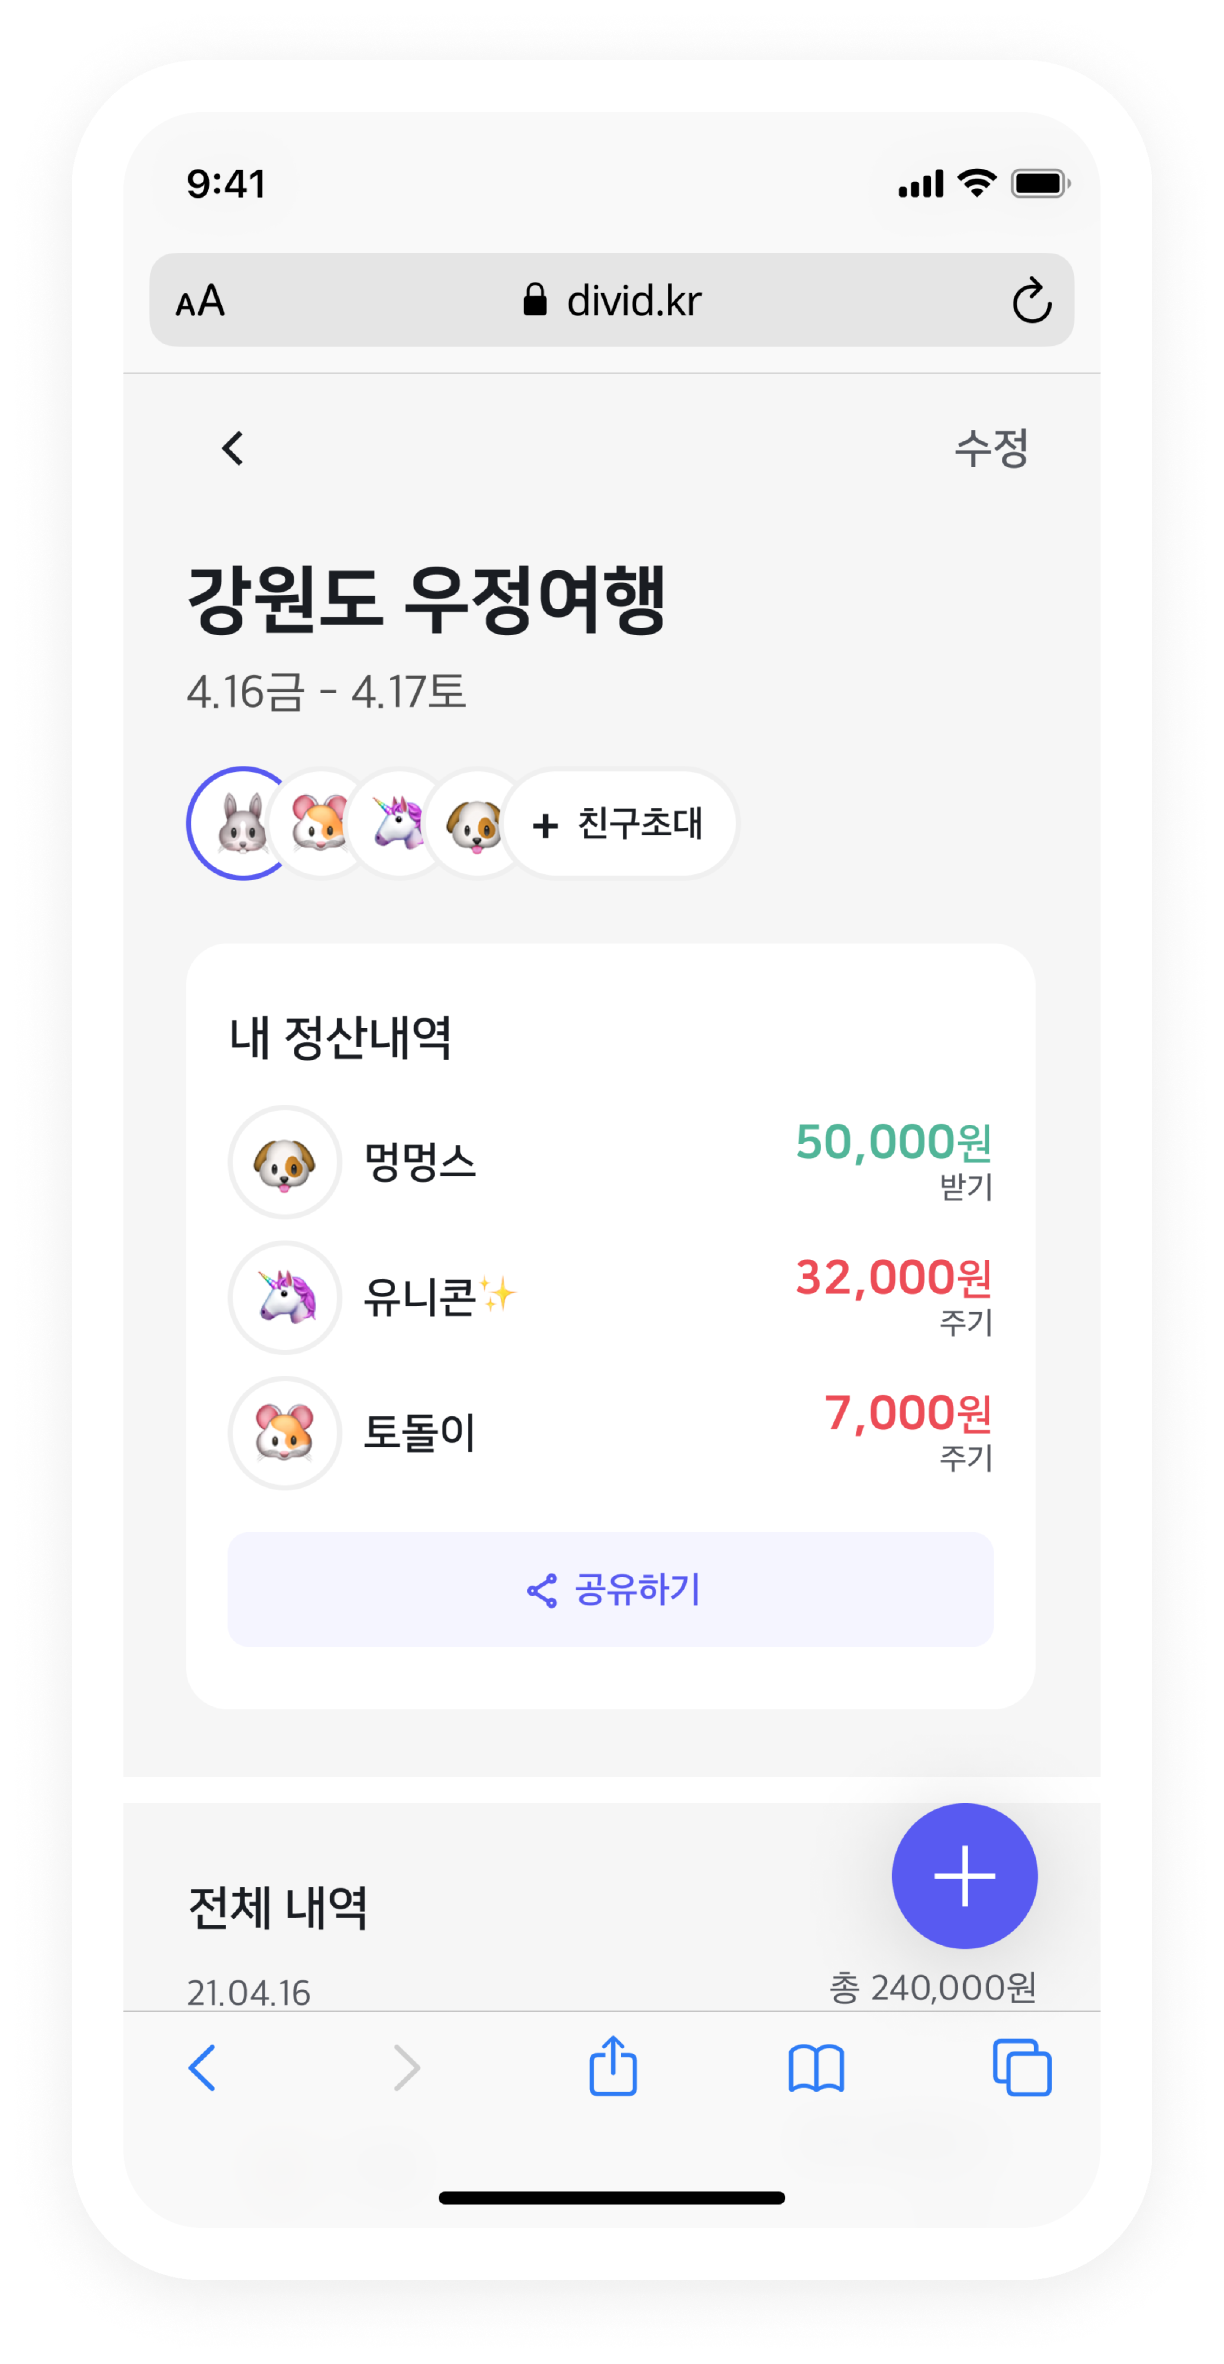 9:41
AA divid.kr
수정
강원도 우정여행
4.16금 - 4.17토
+ 친구초대
내 정산내역
멍멍스 50,000원
받기
유니콘✨ 32,000원
주기
토돌이 7,000원
주기
공유하기
전체 내역
21.04.16 총 240,000원